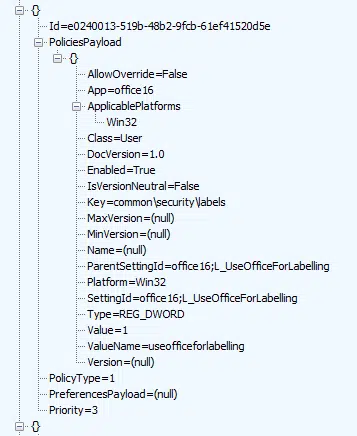 {}
Id=e0240013-519b-48b2-9fcb-61ef41520d5e
PoliciesPayload
{}
AllowOverride=False
App=office16
ApplicablePlatforms
Win32
Class=User
DocVersion=1.0
Enabled=True
IsVersionNeutral=False
Key=common\security\labels
MaxVersion=(null)
MinVersion=(null)
Name=(null)
ParentSettingId=office16;L_UseOfficeForLabelling
Platform=Win32
SettingId=office16;L_UseOfficeForLabelling
Type=REG_DWORD
Value=1
ValueName=useofficeforlabelling
Version=(null)
PolicyType=1
PreferencesPayload=(null)
Priority=3
{}